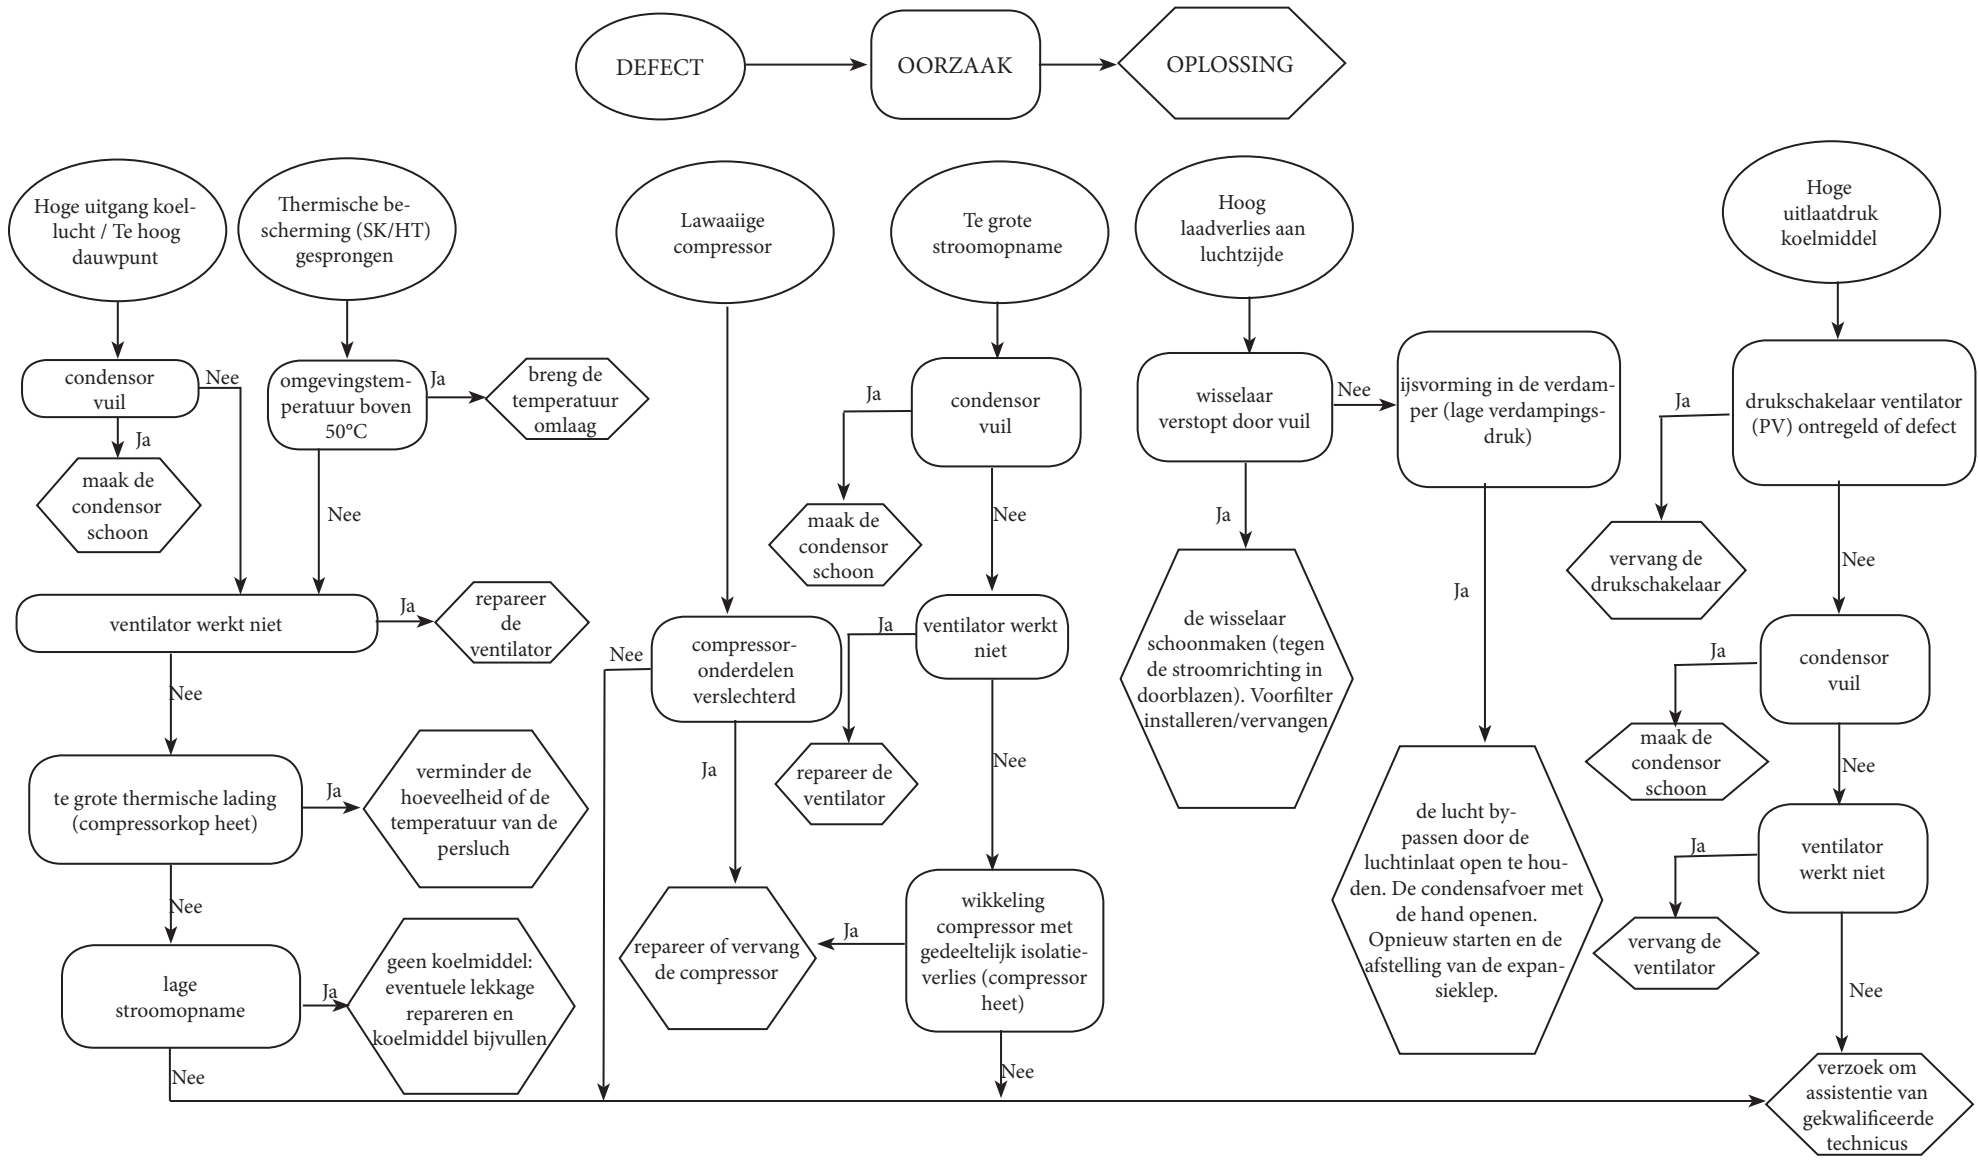 DEFECT
OORZAAK
OPLOSSING
Hoge uitgang koel-
lucht / Te hoog
dauwpunt
Thermische be-
scherming (SK/HT)
gesprongen
Lawaaiige
compressor
Te grote
stroomopname
Hoog
laadverlies aan
luchtzijde
Hoge
uitlaatdruk
koelmiddel
condensor
vuil
Nee
Ja
maak de
condensor
schoon
omgevingstem-
peratuur boven
50°C
Ja
breng de
temperatuur
omlaag
Nee
ventilator werkt niet
Ja
repareer
de
ventilator
Nee
te grote thermische lading
(compressorkop heet)
Ja
verminder de
hoeveelheid of de
temperatuur van de
persluch
Nee
lage
stroomopname
Ja
geen koelmiddel:
eventuele lekkage
repareren en
koelmiddel bijvullen
Nee
compressor-
onderdelen
verslechterd
Nee
Ja
repareer of vervang
de compressor
condensor
vuil
Ja
maak de
condensor
schoon
Nee
ventilator werkt
niet
Ja
repareer de
ventilator
Nee
wikkeling
compressor met
gedeeltelijk isolatie-
verlies (compressor
heet)
Ja
Nee
wisselaar
verstopt door vuil
Nee
Ja
de wisselaar
schoonmaken (tegen
de stroomrichting in
doorblazen). Voorfilter
installeren/vervangen
ijsvorming in de verdam-
per (lage verdampings-
druk)
Ja
de lucht by-
passen door de
luchtinlaat open te hou-
den. De condensafvoer met
de hand openen.
Opnieuw starten en de
afstelling van de expan-
sieklep.
drukschakelaar ventilator
(PV) ontregeld of defect
Ja
vervang de
drukschakelaar
Nee
condensor
vuil
Ja
maak de
condensor
schoon
Nee
ventilator
werkt niet
Ja
vervang de
ventilator
Nee
verzoek om
assistentie van
gekwalificeerde
technicus